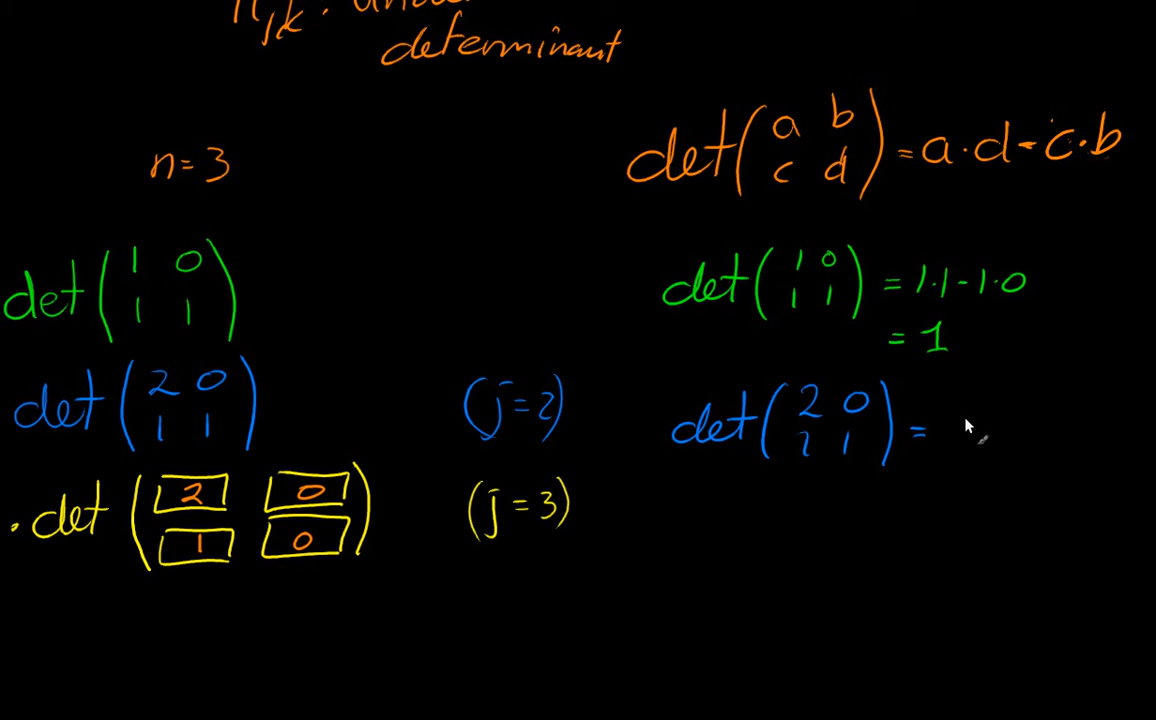 determinant
n=3
det(a b
c d) = a·d-c·b
det(1 0
1 1)
det(1 0
1 1) = 1·1-1·0
= 1
det(2 0
1 1)
(j=2)
det(2 0
1 1) =
·det(2 0
1 0)
(j=3)